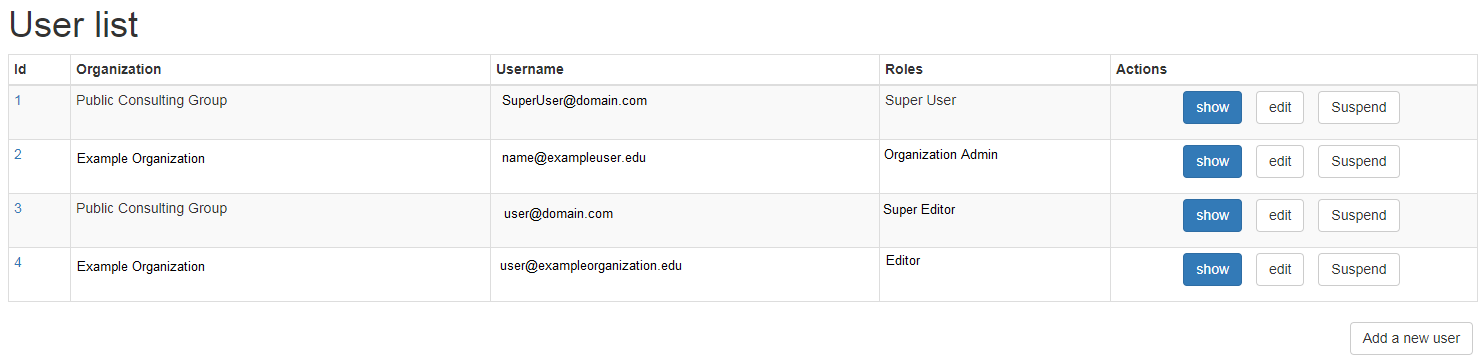 User list
Id Organization Username Roles Actions
1 Public Consulting Group SuperUser@domain.com Super User show edit Suspend
2 Example Organization name@exampleuser.edu Organization Admin show edit Suspend
3 Public Consulting Group user@domain.com Super Editor show edit Suspend
4 Example Organization user@exampleorganization.edu Editor show edit Suspend
Add a new user